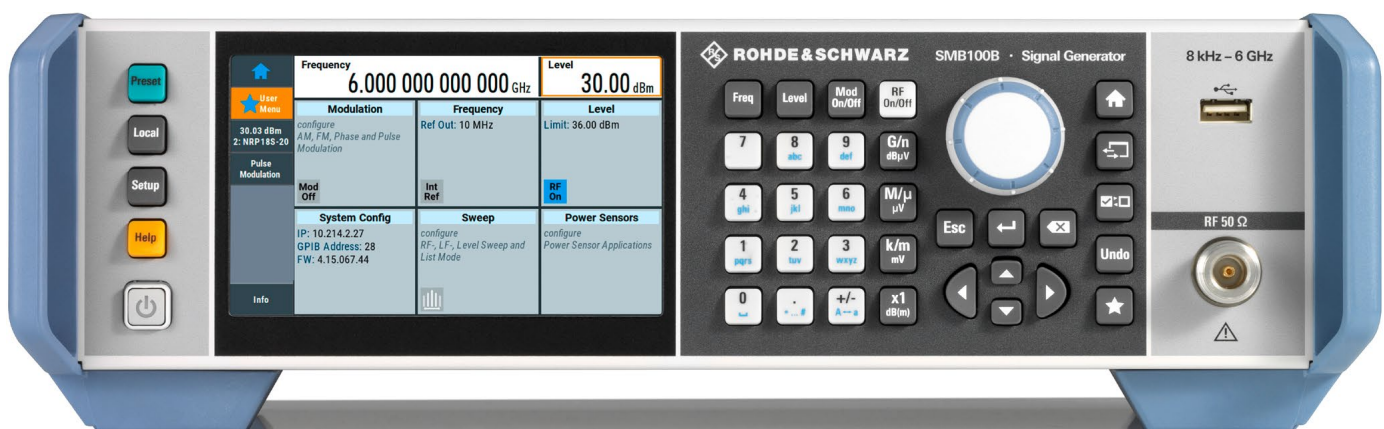 Preset
Local
Setup
Help
User
Menu
30.03 dBm
2: NRP18S-20
Pulse
Modulation
Info
Frequency
6.000 000 000 000 GHz
Level
30.00 dBm
Modulation
configure
AM, FM, Phase and Pulse
Modulation
Mod
Off
Frequency
Ref Out: 10 MHz
Int
Ref
Level
Limit: 36.00 dBm
RF
On
System Config
IP: 10.214.2.27
GPIB Address: 28
FW: 4.15.067.44
Sweep
configure
RF-, LF-, Level Sweep and
List Mode
Power Sensors
configure
Power Sensor Applications
R/S ROHDE&SCHWARZ SMB100B · Signal Generator
Freq
Level
Mod
On/Off
RF
On/Off
7
8
abc
9
def
G/n
dBµV
4
ghi
5
jkl
6
mno
M/µ
µV
1
pqrs
2
tuv
3
wxyz
k/m
mV
0
.
* ... #
+/-
A↔a
x1
dB(m)
Esc
Undo
8 kHz – 6 GHz
RF 50 Ω